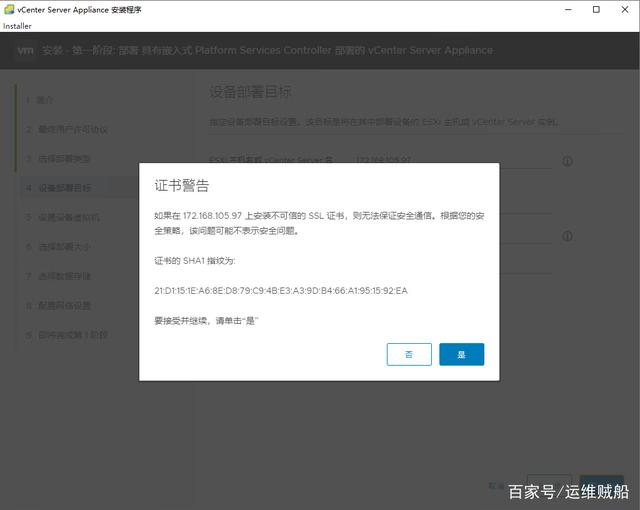 vCenter Server Appliance 安装程序
Installer
vm 安装 - 第一阶段: 部署 具有嵌入式 Platform Services Controller 部署的 vCenter Server Appliance
1 简介
2 最终用户许可协议
3 选择部署类型
4 设备部署目标
5 设置设备虚拟机
6 选择部署大小
7 选择数据存储
8 配置网络设置
9 即将完成第 1 阶段
设备部署目标
指定设备部署目标设置。该目标是将在其中部署设备的 ESXi 主机或 vCenter Server 实例。
ESXi 主机名或 vCenter Server 名
172.168.105.97
证书警告
如果在 172.168.105.97 上安装不可信的 SSL 证书，则无法保证安全通信。根据您的安
全策略，该问题可能不表示安全问题。
证书的 SHA1 指纹为:
21:D1:15:1E:A6:8E:D8:79:C9:4B:E3:A3:9D:B4:66:A1:95:15:92:EA
要接受并继续，请单击“是”
否
是
取消
百家号/运维贼船